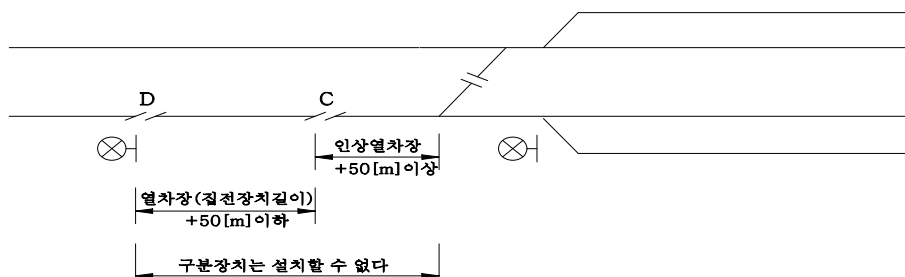 D
C
인상열차장
+50[m]이상
열차장(집전장치길이)
+50[m]이하
구분장치는 설치할 수 없다